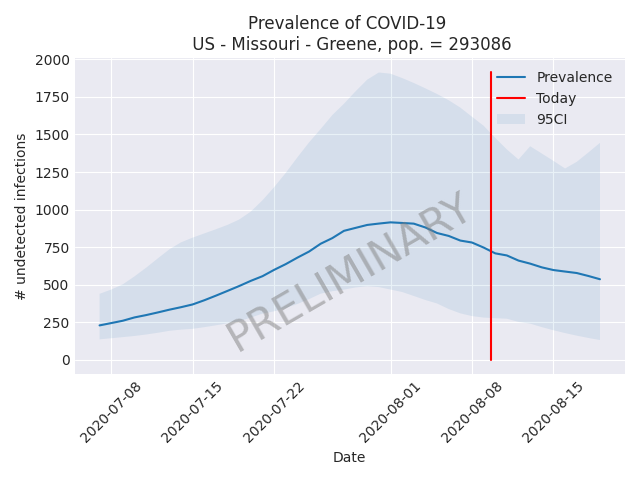 Prevalence of COVID-19
US - Missouri - Greene, pop. = 293086
# undetected infections
2000
1750
1500
1250
1000
750
500
250
0
Prevalence
Today
95CI
PRELIMINARY
2020-07-08
2020-07-15
2020-07-22
2020-08-01
2020-08-08
2020-08-15
Date